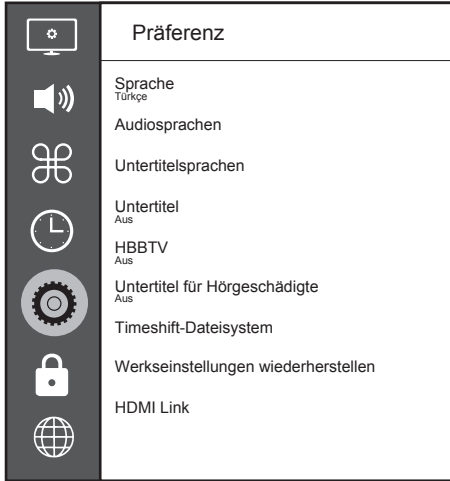 Präferenz
Sprache
Türkçe
Audiosprachen
Untertitelsprachen
Untertitel
Aus
HBBTV
Aus
Untertitel für Hörgeschädigte
Aus
Timeshift-Dateisystem
Werkseinstellungen wiederherstellen
HDMI Link